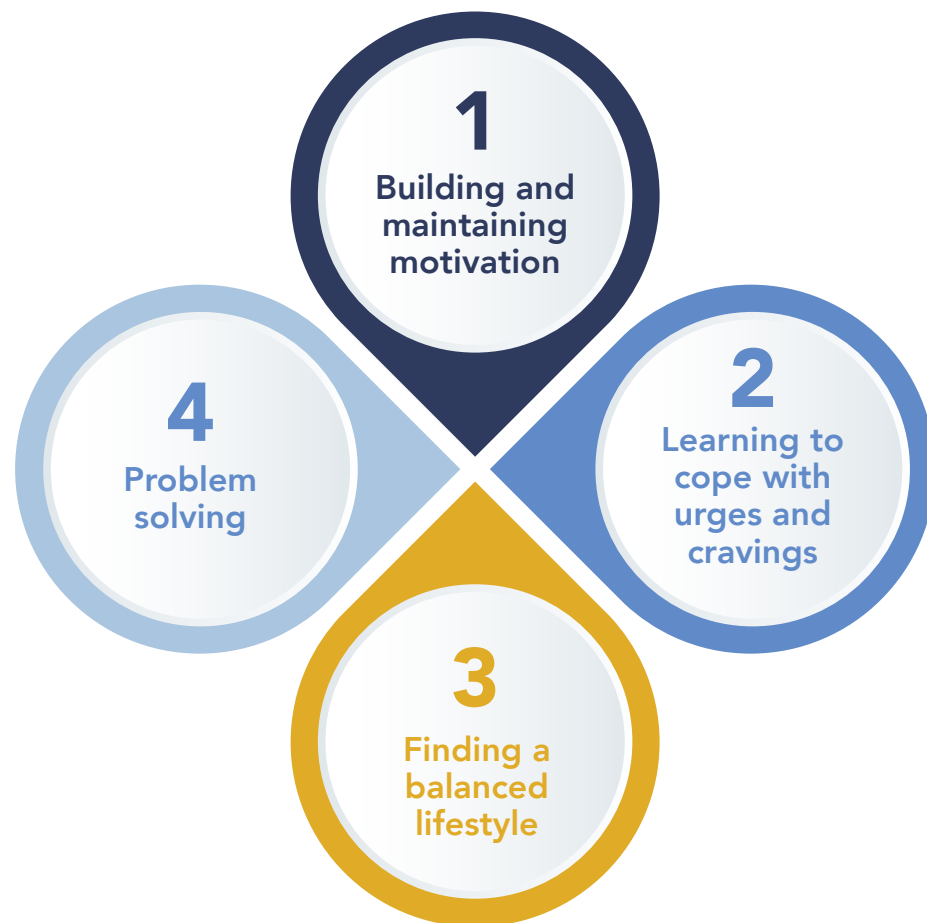 1
Building and
maintaining
motivation
2
Learning to
cope with
urges and
cravings
3
Finding a
balanced
lifestyle
4
Problem
solving